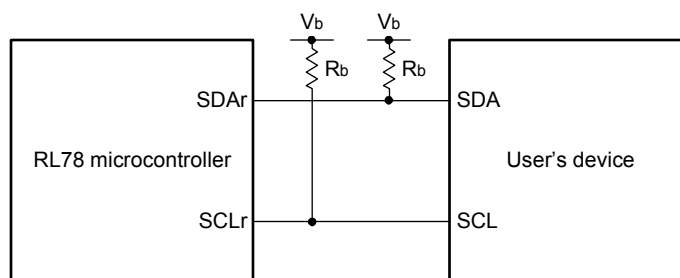 Vb Vb
Rb Rb
SDAr SDA
RL78 microcontroller User's device
SCLr SCL